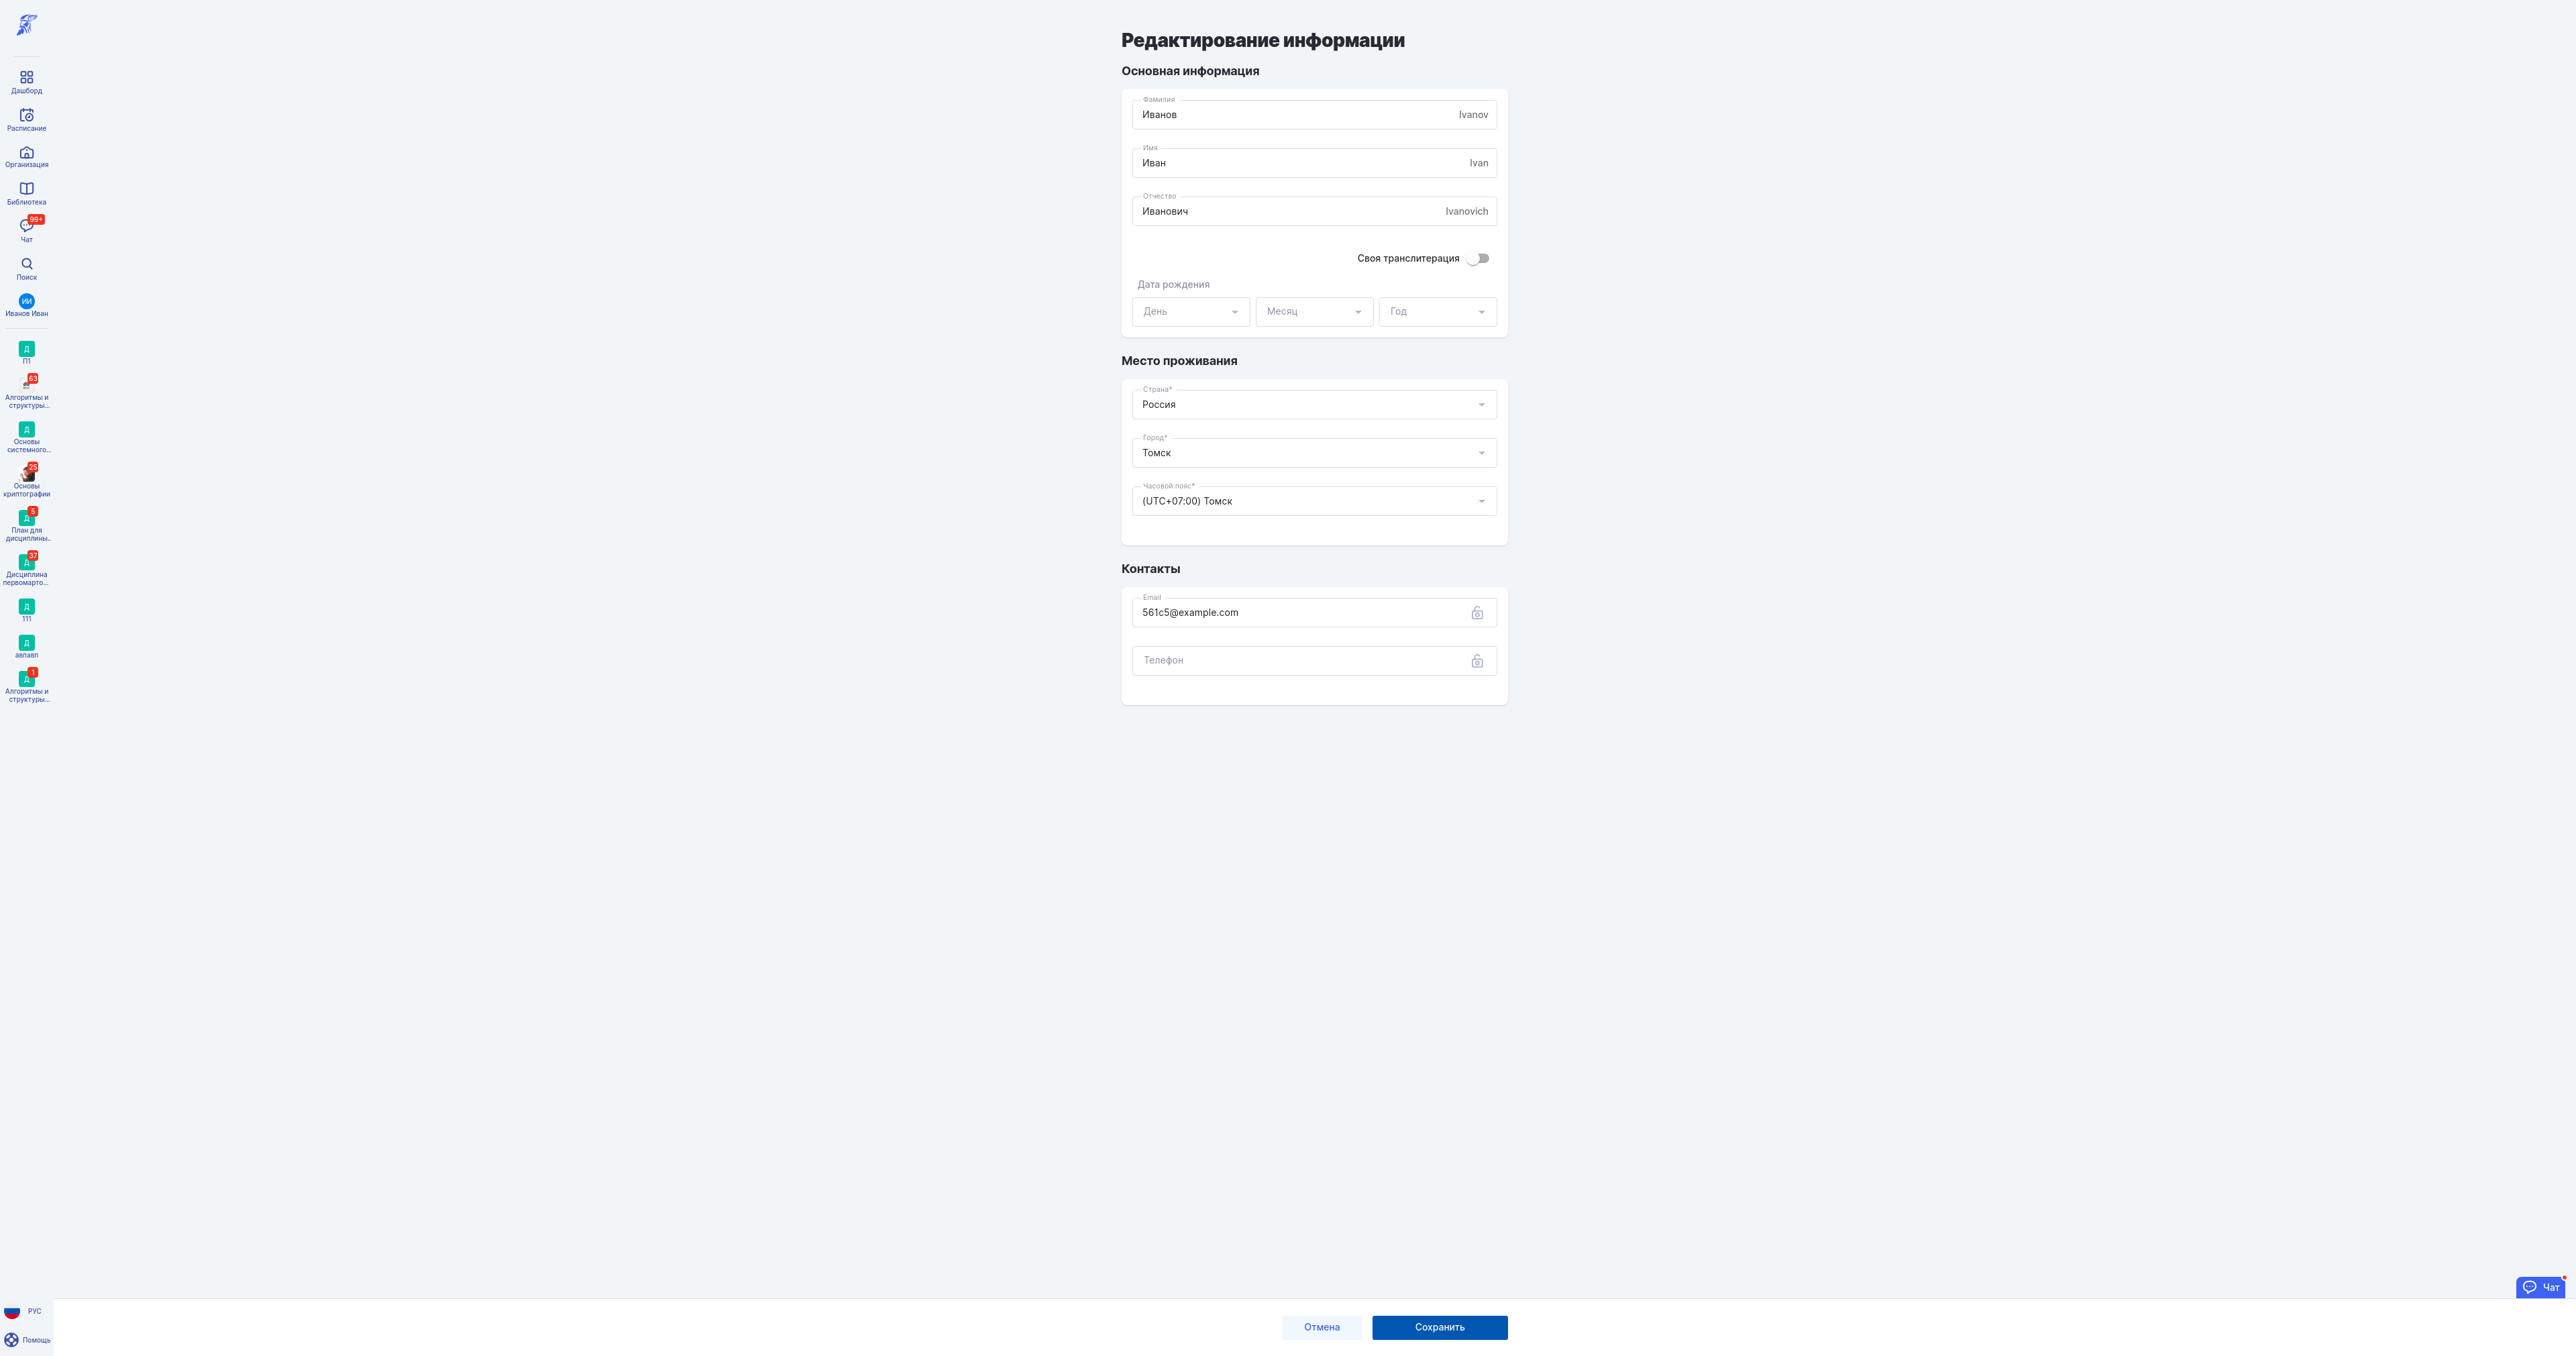 Дашборд
Расписание
Организация
Библиотека
99+
Чат
Поиск
ИИ
Иванов Иван
Д
П1
63
Алгоритмы и
структуры...
Д
Основы
системного...
25
Основы
криптографии
5
Д
План для
дисциплины..
37
Д
Дисциплина
первомарто...
Д
111
Д
авпавп
1
Д
Алгоритмы и
структуры...
РУС
Помощь
Редактирование информации
Основная информация
Фамилия
Иванов Ivanov
Имя
Иван Ivan
Отчество
Иванович Ivanovich
Своя транслитерация
Дата рождения
День Месяц Год
Место проживания
Страна*
Россия
Город*
Томск
Часовой пояс*
(UTC+07:00) Томск
Контакты
Email
561c5@example.com
Телефон
Чат
Отмена Сохранить